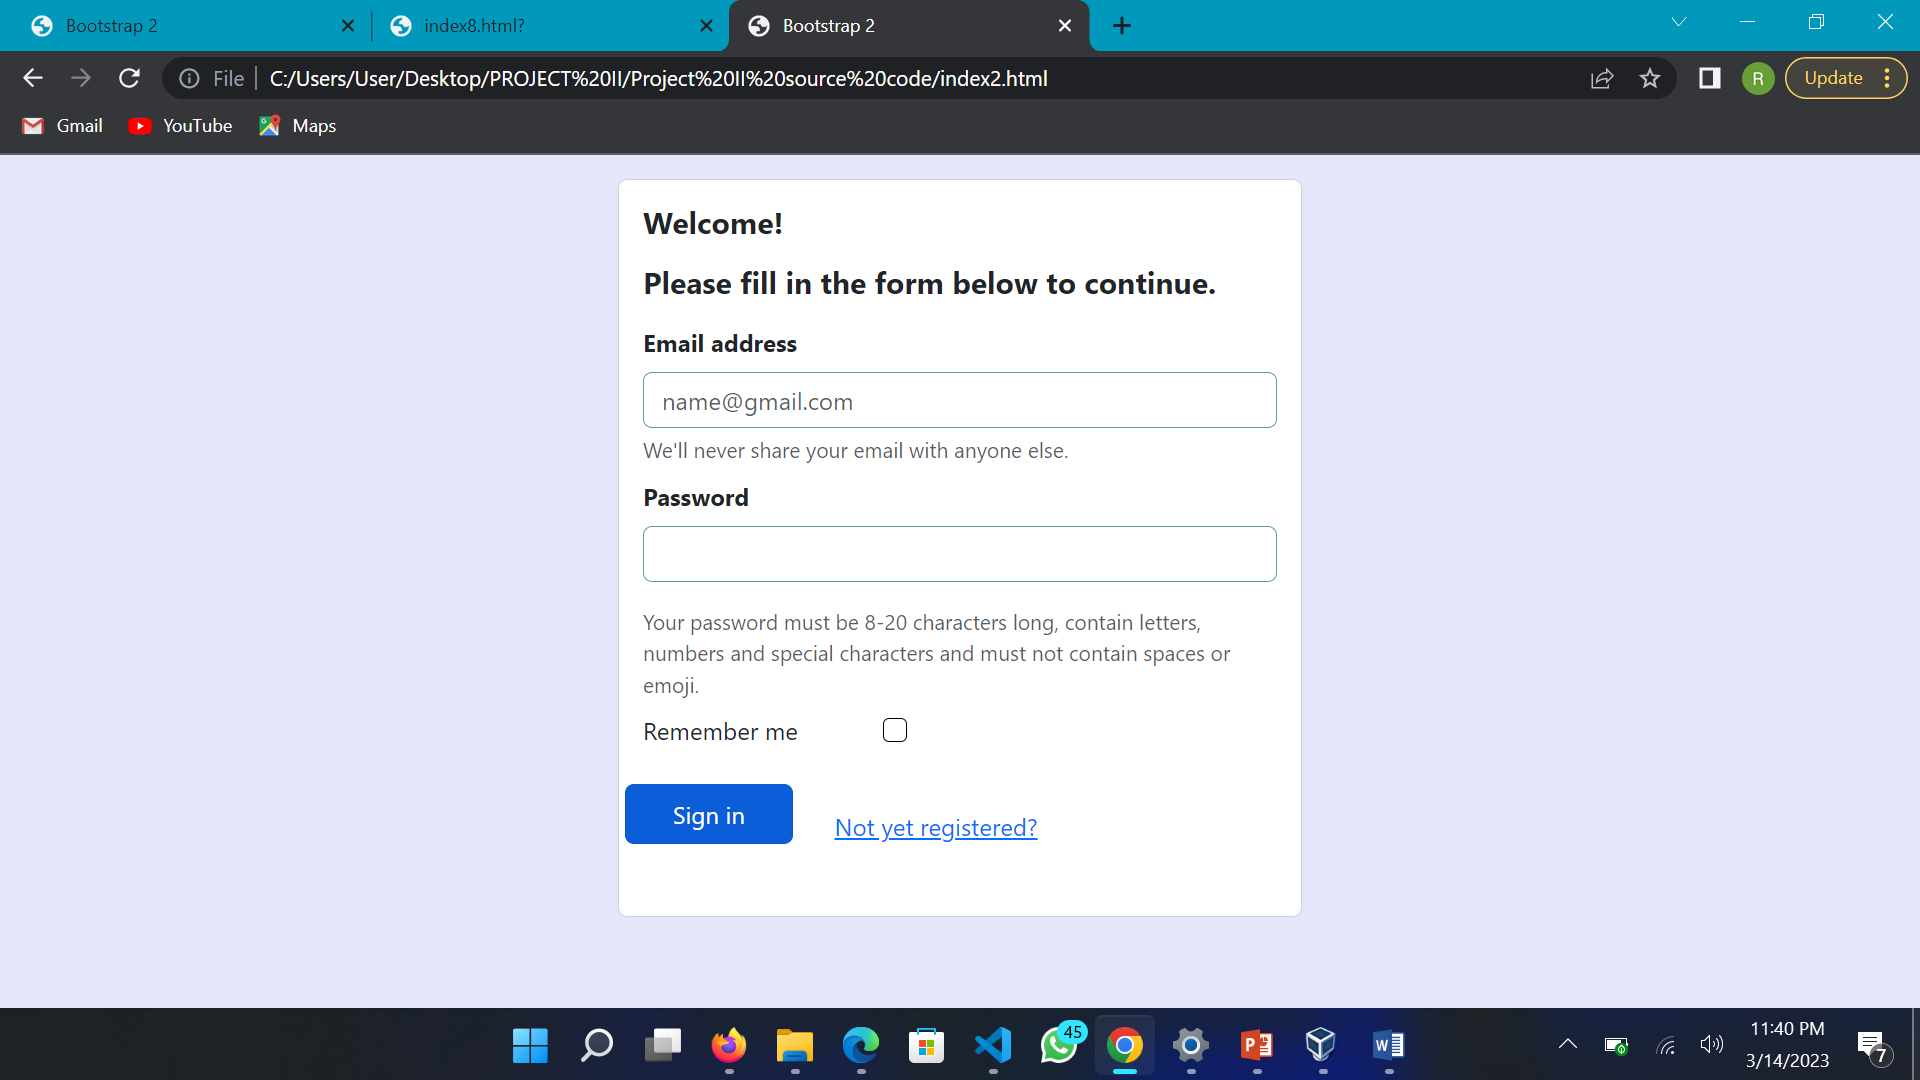 Bootstrap 2
index8.html?
Bootstrap 2
File
C:/Users/User/Desktop/PROJECT%20II/Project%20II%20source%20code/index2.html
R
Update
Gmail
YouTube
Maps
Welcome!
Please fill in the form below to continue.
Email address
name@gmail.com
We'll never share your email with anyone else.
Password
Your password must be 8-20 characters long, contain letters,
numbers and special characters and must not contain spaces or
emoji.
Remember me
Sign in
Not yet registered?
45
11:40 PM
3/14/2023
7